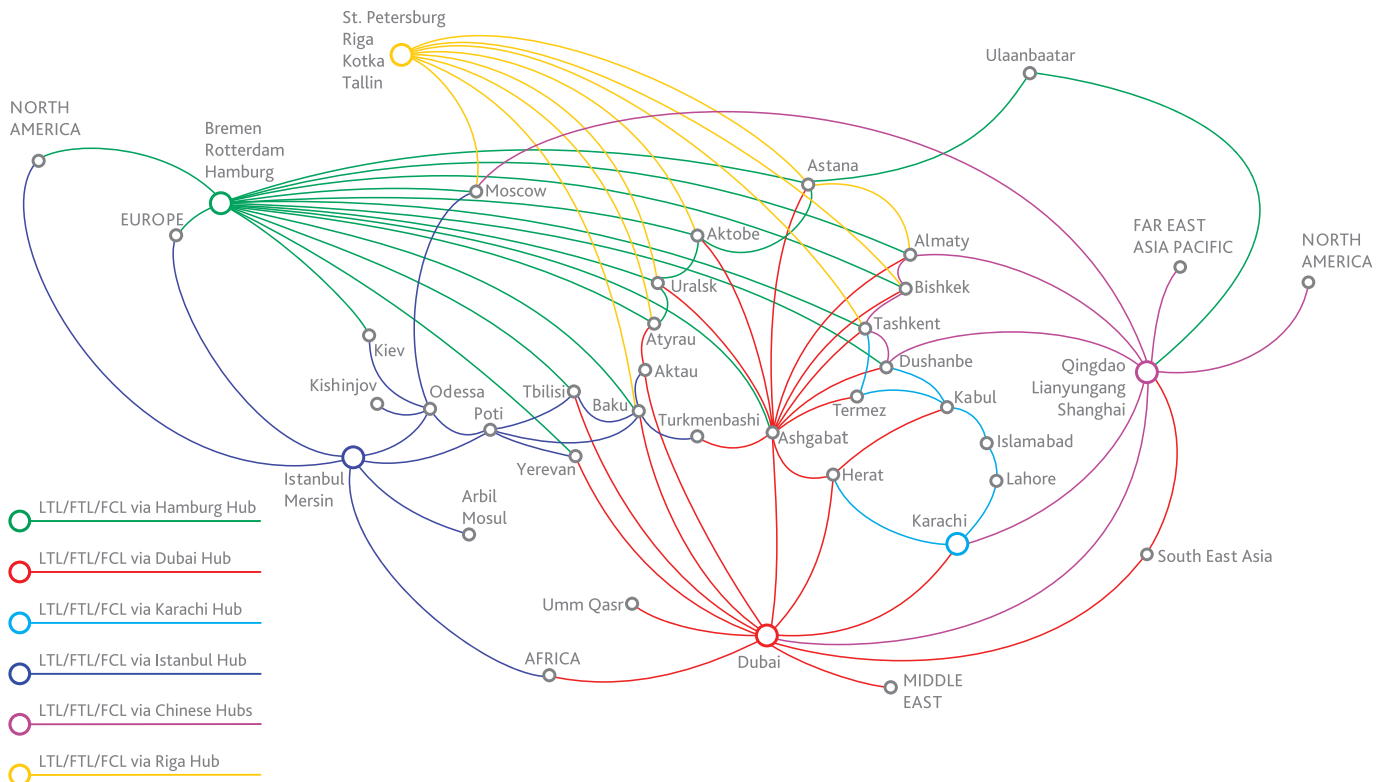 St. Petersburg
Riga
Kotka
Tallin
Ulaanbaatar
NORTH
AMERICA
Bremen
Rotterdam
Hamburg
Astana
Moscow
EUROPE
Aktobe
Almaty
FAR EAST
ASIA PACIFIC
NORTH
AMERICA
Uralsk
Bishkek
Atyrau
Tashkent
Kiev
Dushanbe
Aktau
Qingdao
Lianyungang
Shanghai
Kishinjov
Odessa
Tbilisi
Baku
Poti
Turkmenbashi
Termez
Kabul
Ashgabat
Islamabad
Yerevan
Herat
Lahore
Istanbul
Mersin
Arbil
Mosul
Karachi
LTL/FTL/FCL via Hamburg Hub
LTL/FTL/FCL via Dubai Hub
South East Asia
LTL/FTL/FCL via Karachi Hub
Umm Qasr
LTL/FTL/FCL via Istanbul Hub
AFRICA
Dubai
MIDDLE
EAST
LTL/FTL/FCL via Chinese Hubs
LTL/FTL/FCL via Riga Hub